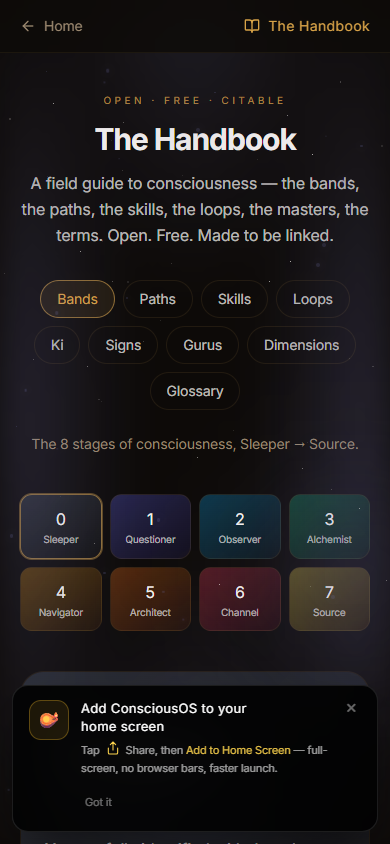 Home
The Handbook
OPEN · FREE · CITABLE
The Handbook
A field guide to consciousness — the bands,
the paths, the skills, the loops, the masters, the
terms. Open. Free. Made to be linked.
Bands
Paths
Skills
Loops
Ki
Signs
Gurus
Dimensions
Glossary
The 8 stages of consciousness, Sleeper → Source.
0
Sleeper
1
Questioner
2
Observer
3
Alchemist
4
Navigator
5
Architect
6
Channel
7
Source
Add ConsciousOS to your
home screen
Tap Share, then Add to Home Screen — full-
screen, no browser bars, faster launch.
Got it